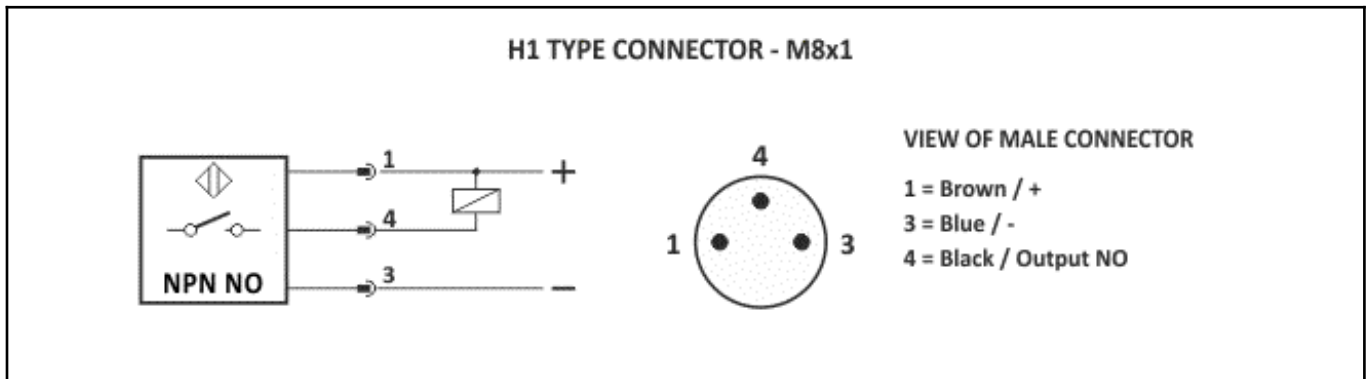 H1 TYPE CONNECTOR - M8x1
1
+
4
3
−
NPN NO
4
1
3
VIEW OF MALE CONNECTOR
1 = Brown / +
3 = Blue / -
4 = Black / Output NO